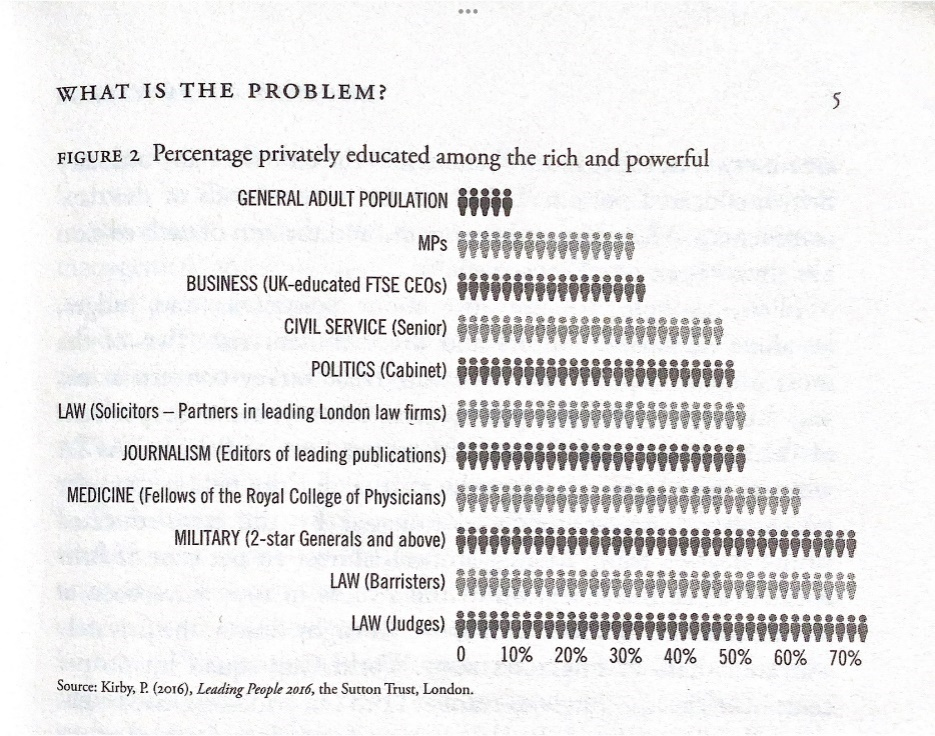 WHAT IS THE PROBLEM?
5
FIGURE 2 Percentage privately educated among the rich and powerful
GENERAL ADULT POPULATION
MPs
BUSINESS (UK-educated FTSE CEOs)
CIVIL SERVICE (Senior)
POLITICS (Cabinet)
LAW (Solicitors – Partners in leading London law firms)
JOURNALISM (Editors of leading publications)
MEDICINE (Fellows of the Royal College of Physicians)
MILITARY (2-star Generals and above)
LAW (Barristers)
LAW (Judges)
0 10% 20% 30% 40% 50% 60% 70%
Source: Kirby, P. (2016), Leading People 2016, the Sutton Trust, London.